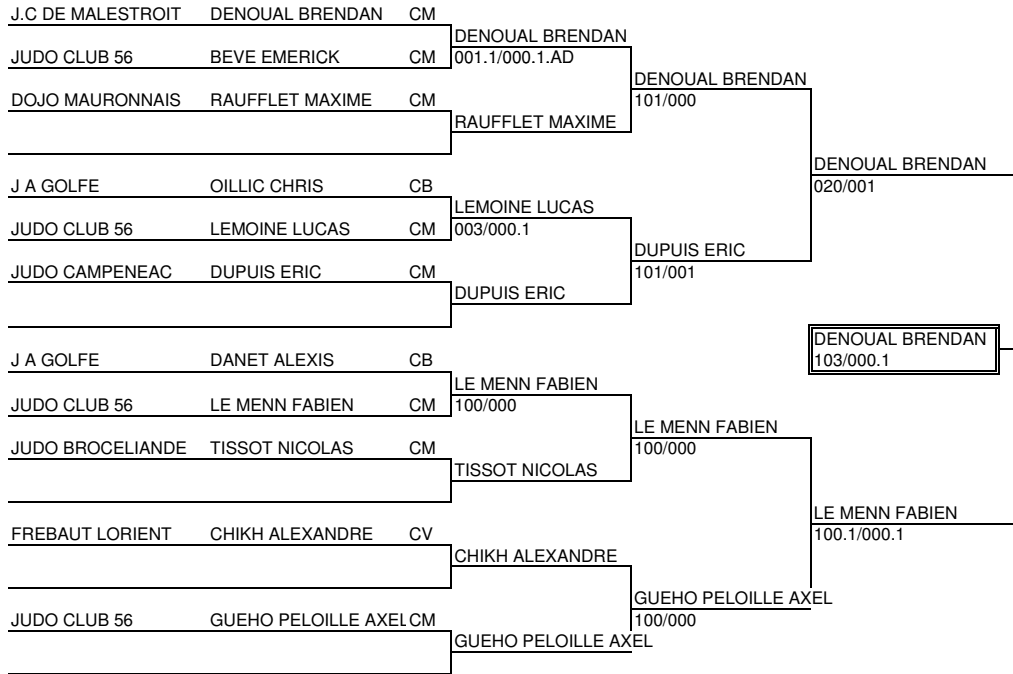 J.C DE MALESTROIT DENOUAL BRENDAN CM
DENOUAL BRENDAN
JUDO CLUB 56 BEVE EMERICK CM 001.1/000.1.AD
DENOUAL BRENDAN
DOJO MAURONNAIS RAUFFLET MAXIME CM 101/000
RAUFFLET MAXIME
DENOUAL BRENDAN
J A GOLFE OILLIC CHRIS CB 020/001
LEMOINE LUCAS
JUDO CLUB 56 LEMOINE LUCAS CM 003/000.1
DUPUIS ERIC
JUDO CAMPENEAC DUPUIS ERIC CM 101/001
DUPUIS ERIC
DENOUAL BRENDAN
J A GOLFE DANET ALEXIS CB 103/000.1
LE MENN FABIEN
JUDO CLUB 56 LE MENN FABIEN CM 100/000
LE MENN FABIEN
JUDO BROCELIANDE TISSOT NICOLAS CM 100/000
TISSOT NICOLAS
LE MENN FABIEN
FREBAUT LORIENT CHIKH ALEXANDRE CV 100.1/000.1
CHIKH ALEXANDRE
GUEHO PELOILLE AXEL
JUDO CLUB 56 GUEHO PELOILLE AXEL CM 100/000
GUEHO PELOILLE AXEL